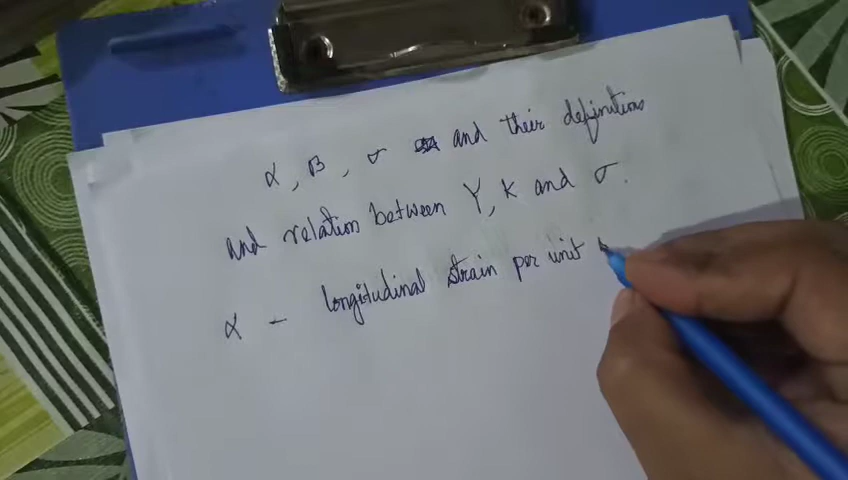 α, β, σ and their definitions
and relation between Y, K and σ.
α - longitudinal strain per unit